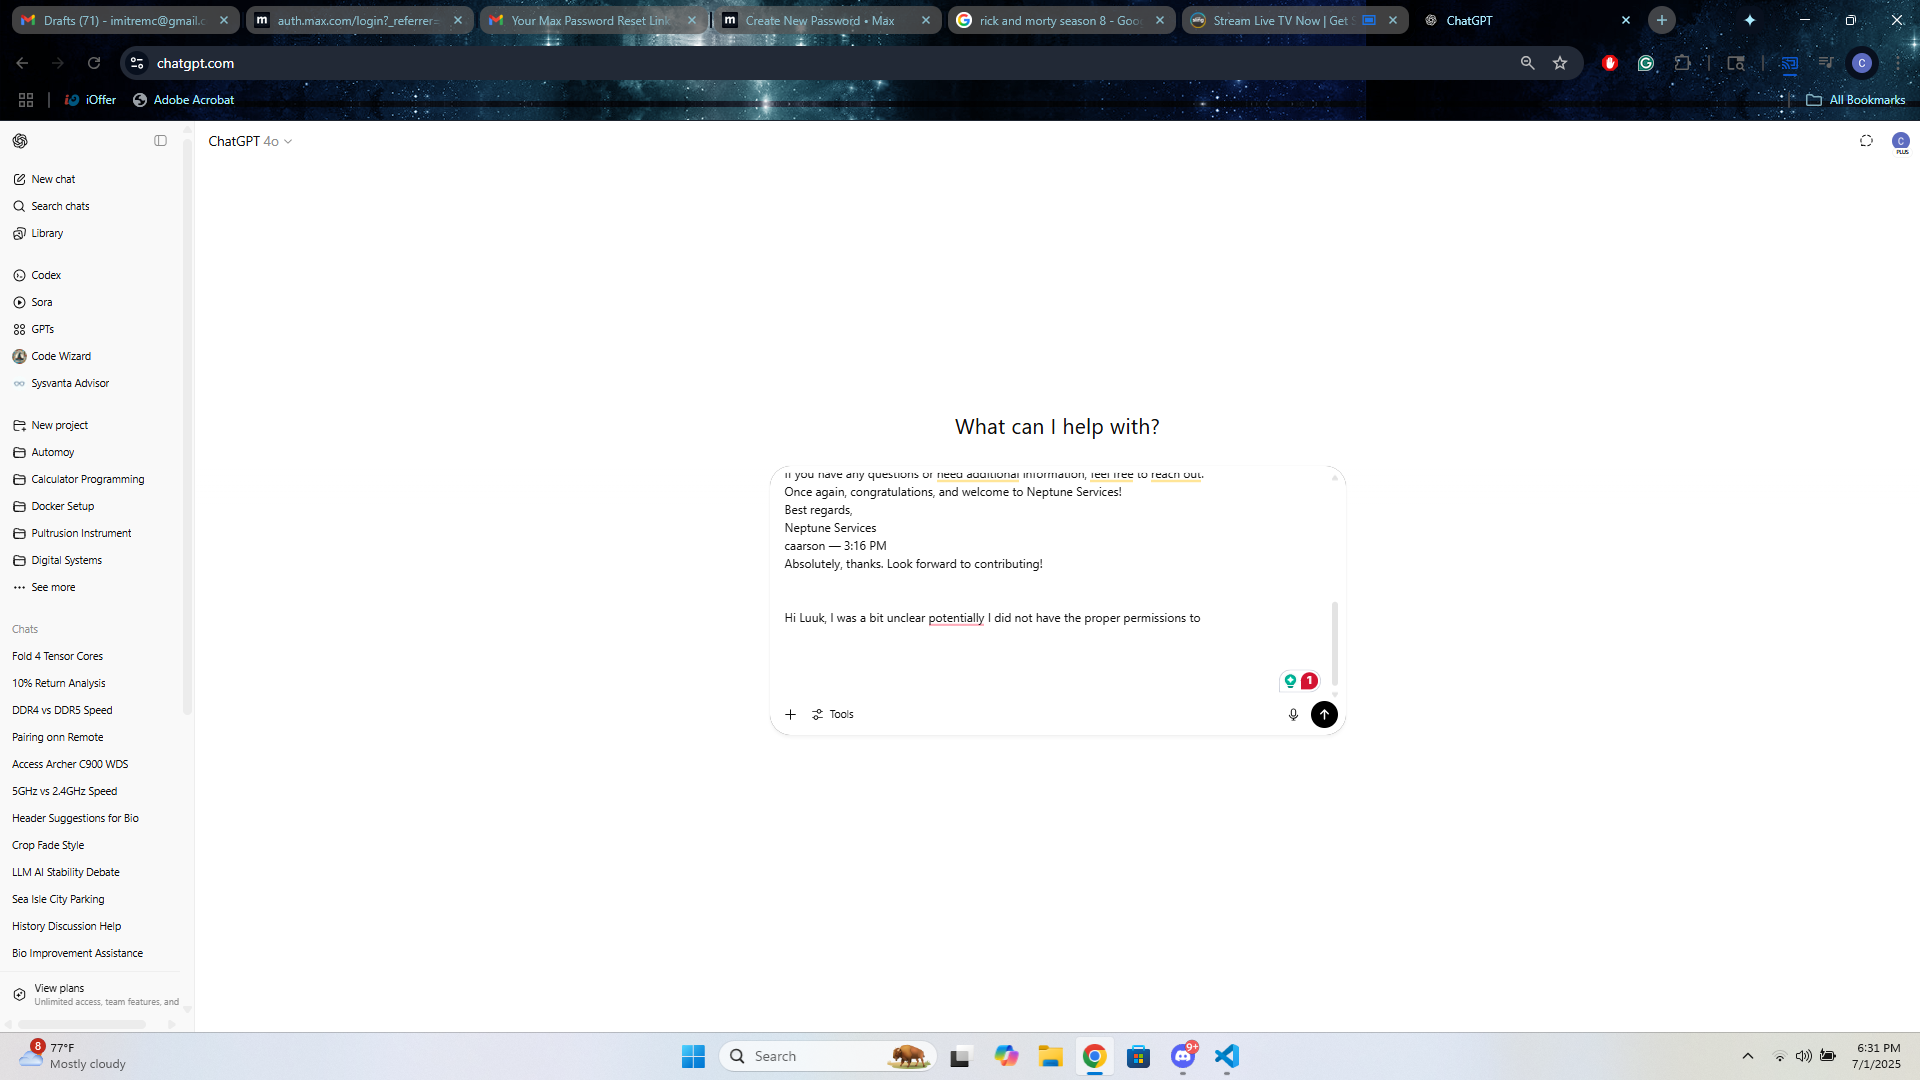 Drafts (71) - imitremc@gmail.c
auth.max.com/login?_referrer=
Your Max Password Reset Link
Create New Password • Max
rick and morty season 8 - Goo
Stream Live TV Now | Get S
ChatGPT
chatgpt.com
C
iOffer
Adobe Acrobat
All Bookmarks
ChatGPT 4o
C
PLUS
New chat
Search chats
Library
Codex
Sora
GPTs
Code Wizard
Sysvanta Advisor
New project
Automoy
Calculator Programming
Docker Setup
Pultrusion Instrument
Digital Systems
See more
Chats
Fold 4 Tensor Cores
10% Return Analysis
DDR4 vs DDR5 Speed
Pairing onn Remote
Access Archer C900 WDS
5GHz vs 2.4GHz Speed
Header Suggestions for Bio
Crop Fade Style
LLM AI Stability Debate
Sea Isle City Parking
History Discussion Help
Bio Improvement Assistance
View plans
Unlimited access, team features, and
What can I help with?
If you have any questions or need additional information, feel free to reach out.
Once again, congratulations, and welcome to Neptune Services!
Best regards,
Neptune Services
caarson — 3:16 PM
Absolutely, thanks. Look forward to contributing!
Hi Luuk, I was a bit unclear potentially I did not have the proper permissions to
1
Tools
8
77°F
Mostly cloudy
Search
9+
6:31 PM
7/1/2025